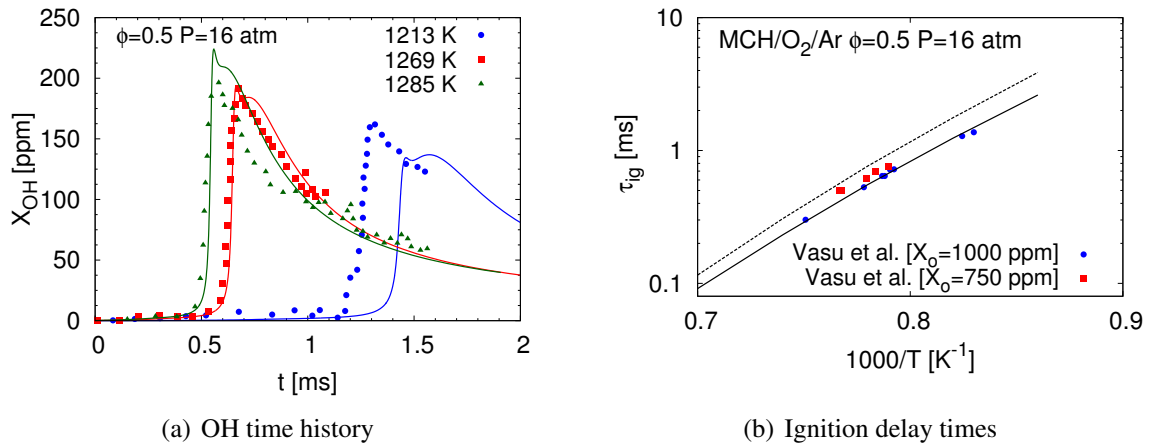 ϕ=0.5 P=16 atm
1213 K
1269 K
1285 K
250
200
150
100
50
0
X_OH [ppm]
0 0.5 1 1.5 2
t [ms]
(a) OH time history
MCH/O_2/Ar ϕ=0.5 P=16 atm
10
1
0.1
τ_ig [ms]
Vasu et al. [X_o=1000 ppm]
Vasu et al. [X_o=750 ppm]
0.7 0.8 0.9
1000/T [K^-1]
(b) Ignition delay times